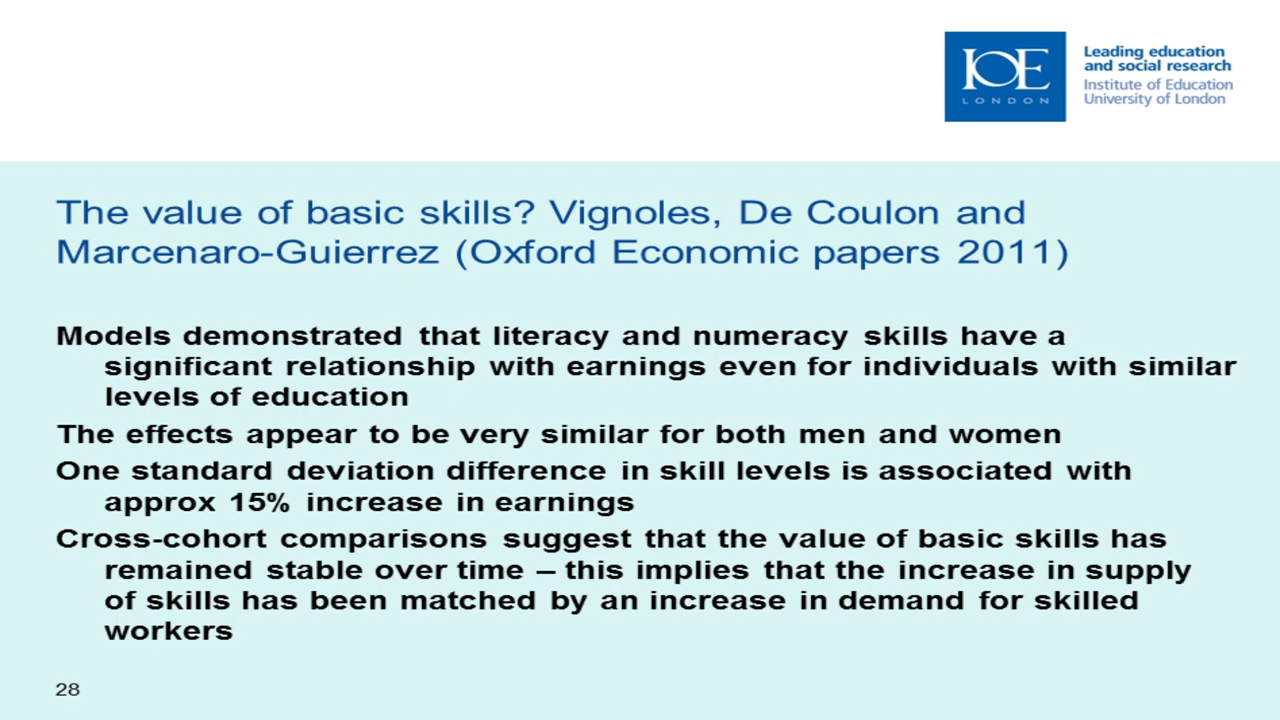 IOE
LONDON
Leading education
and social research
Institute of Education
University of London
The value of basic skills? Vignoles, De Coulon and
Marcenaro-Guierrez (Oxford Economic papers 2011)
Models demonstrated that literacy and numeracy skills have a
significant relationship with earnings even for individuals with similar
levels of education
The effects appear to be very similar for both men and women
One standard deviation difference in skill levels is associated with
approx 15% increase in earnings
Cross-cohort comparisons suggest that the value of basic skills has
remained stable over time – this implies that the increase in supply
of skills has been matched by an increase in demand for skilled
workers
28